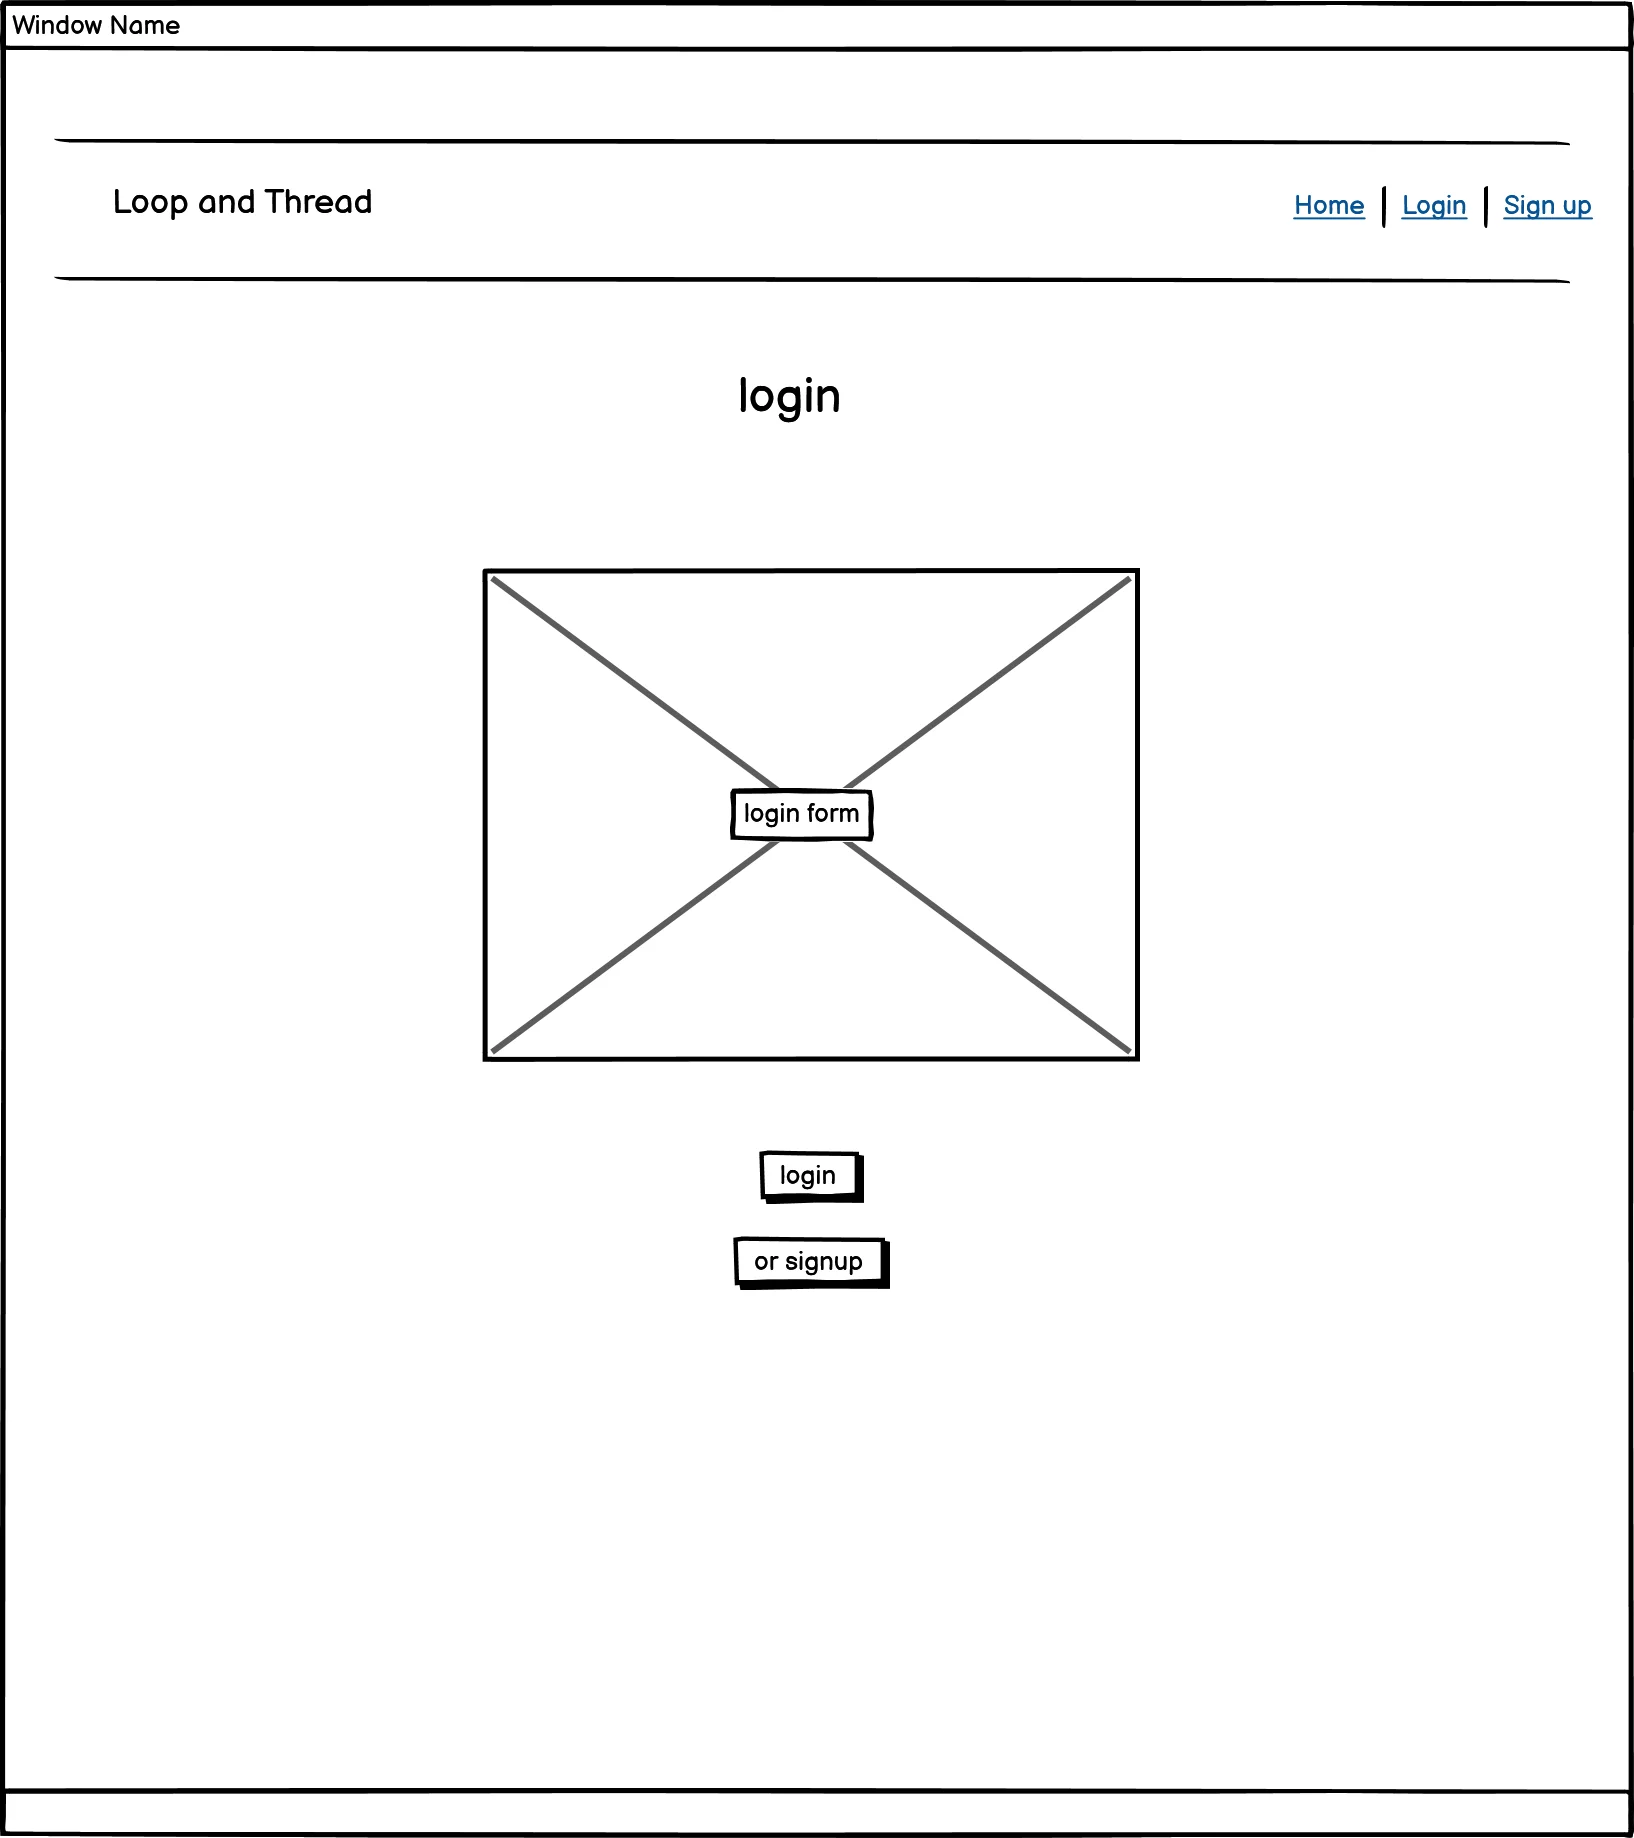 Window Name
Loop and Thread
Home | Login | Sign up
login
login form
login
or signup